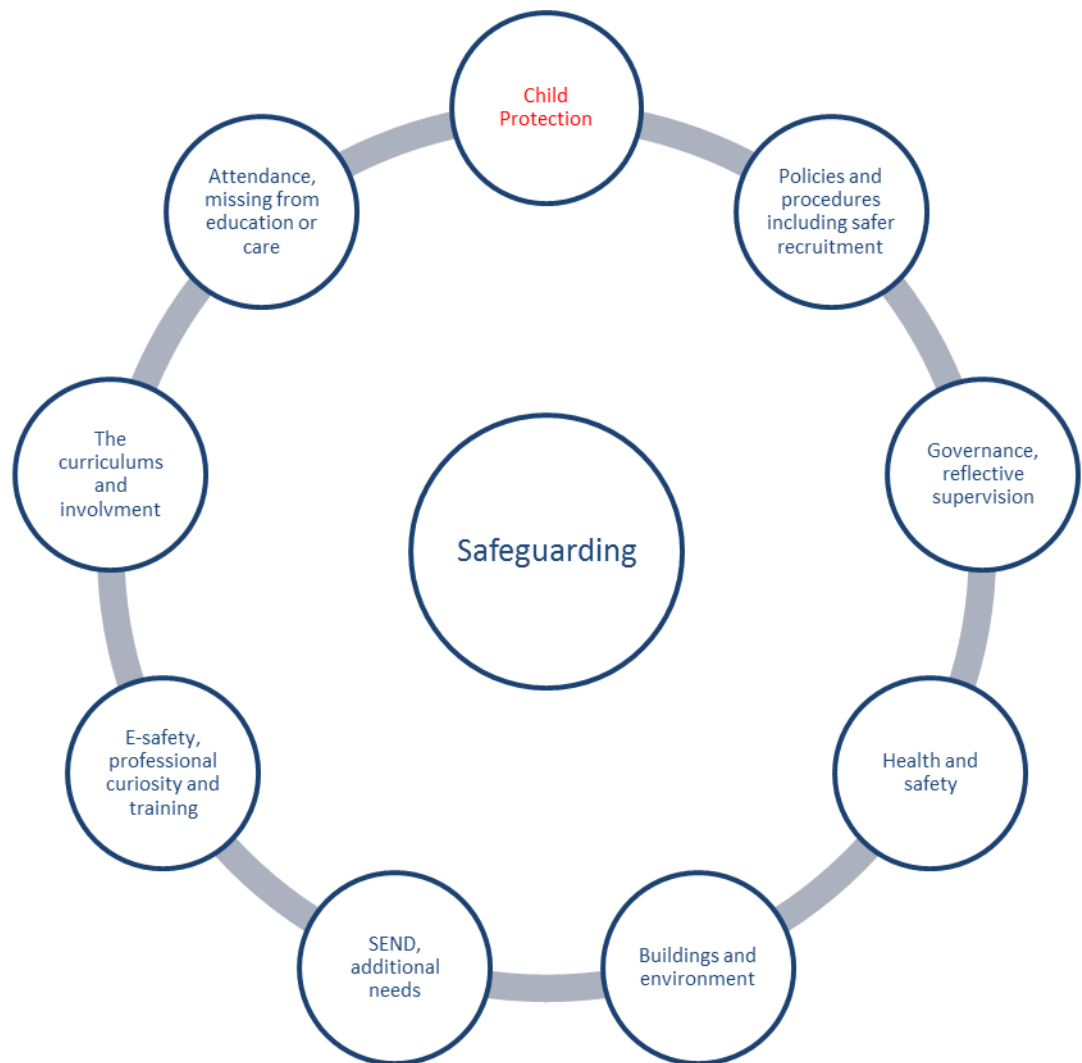 Child
Protection
Policies and
procedures
including safer
recruitment
Governance,
reflective
supervision
Health and
safety
Buildings and
environment
SEND,
additional
needs
E-safety,
professional
curiosity and
training
The
curriculums
and
involvment
Attendance,
missing from
education or
care
Safeguarding